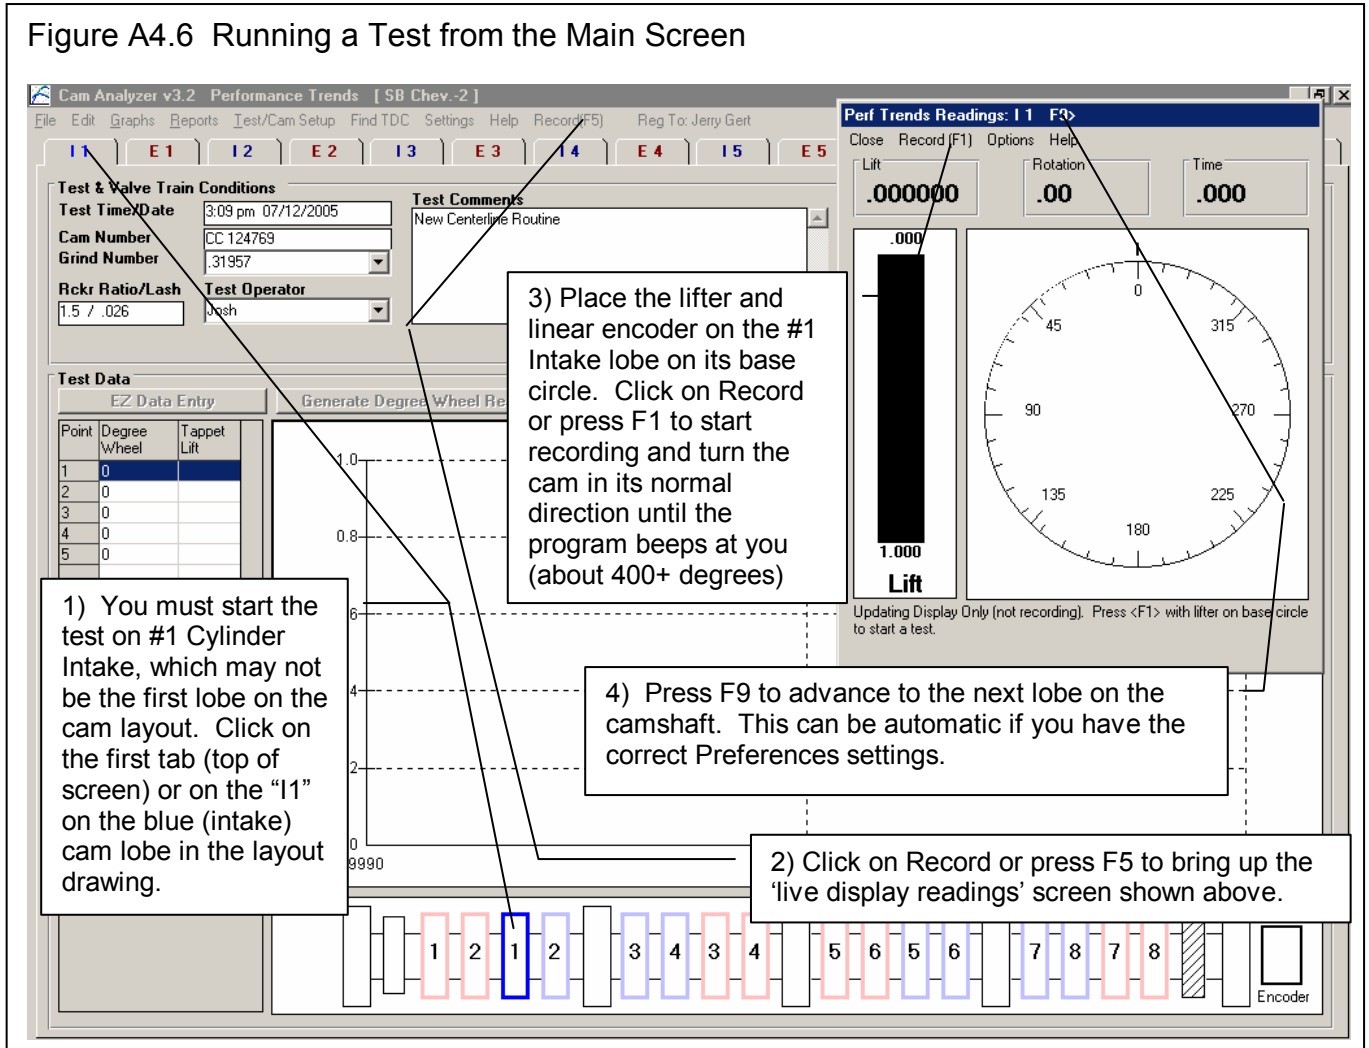 Figure A4.6  Running a Test from the Main Screen
Cam Analyzer v3.2   Performance Trends   [ SB Chev.-2 ]
File  Edit  Graphs  Reports  Test/Cam Setup  Find TDC  Settings  Help  Record(F5)  Reg To: Jerry Gert
I 1  E 1  I 2  E 2  I 3  E 3  I 4  E 4  I 5  E 5
Test & Valve Train Conditions
Test Time/Date  3:09 pm  07/12/2005
Cam Number  CC 124769
Grind Number  .31957
Rckr Ratio/Lash  Test Operator
1.5  /  .026  Josh
Test Comments
New Centerline Routine
Perf Trends Readings: I 1    F9>
Close  Record (F1)  Options  Help
Lift  Rotation  Time
.000000  .00  .000
.000
1.000
Lift
0
45  315
90  270
135  225
180
Updating Display Only (not recording).  Press <F1> with lifter on base circle
to start a test.
Test Data
EZ Data Entry  Generate Degree Wheel Re
Point  Degree Wheel  Tappet Lift
1  0
2  0
3  0
4  0
5  0
1.0
0.8
6
4
2
0
9990
3) Place the lifter and
linear encoder on the #1
Intake lobe on its base
circle.  Click on Record
or press F1 to start
recording and turn the
cam in its normal
direction until the
program beeps at you
(about 400+ degrees)
1)  You must start the
test on #1 Cylinder
Intake, which may not
be the first lobe on the
cam layout.  Click on
the first tab (top of
screen) or on the “I1”
on the blue (intake)
cam lobe in the layout
drawing.
4)  Press F9 to advance to the next lobe on the
camshaft.  This can be automatic if you have the
correct Preferences settings.
2) Click on Record or press F5 to bring up the
‘live display readings’ screen shown above.
1  2  1  2  3  4  3  4  5  6  5  6  7  8  7  8
Encoder